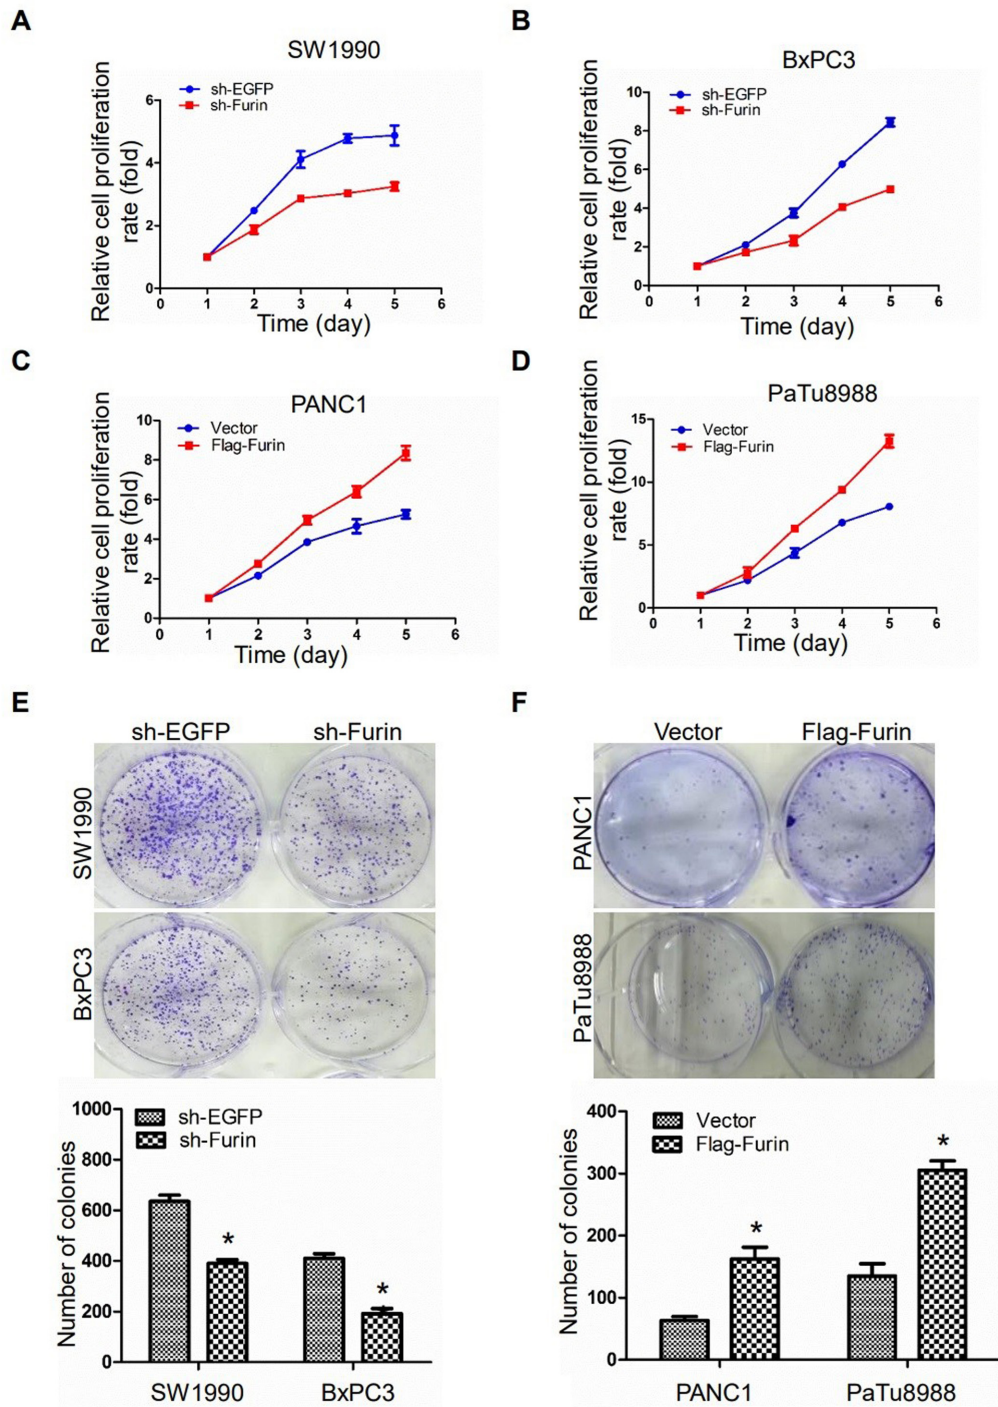 A
SW1990
sh-EGFP
sh-Furin
Relative cell proliferation
rate (fold)
6
4
2
0
0 1 2 3 4 5 6
Time (day)
B
BxPC3
sh-EGFP
sh-Furin
Relative cell proliferation
rate (fold)
10
8
6
4
2
0
0 1 2 3 4 5 6
Time (day)
C
PANC1
Vector
Flag-Furin
Relative cell proliferation
rate (fold)
10
8
6
4
2
0
0 1 2 3 4 5 6
Time (day)
D
PaTu8988
Vector
Flag-Furin
Relative cell proliferation
rate (fold)
15
10
5
0
0 1 2 3 4 5 6
Time (day)
E
sh-EGFP sh-Furin
SW1990
BxPC3
sh-EGFP
sh-Furin
Number of colonies
1000
800
600
400
200
0
*
*
SW1990 BxPC3
F
Vector Flag-Furin
PANC1
PaTu8988
Vector
Flag-Furin
Number of colonies
400
300
200
100
0
*
*
PANC1 PaTu8988